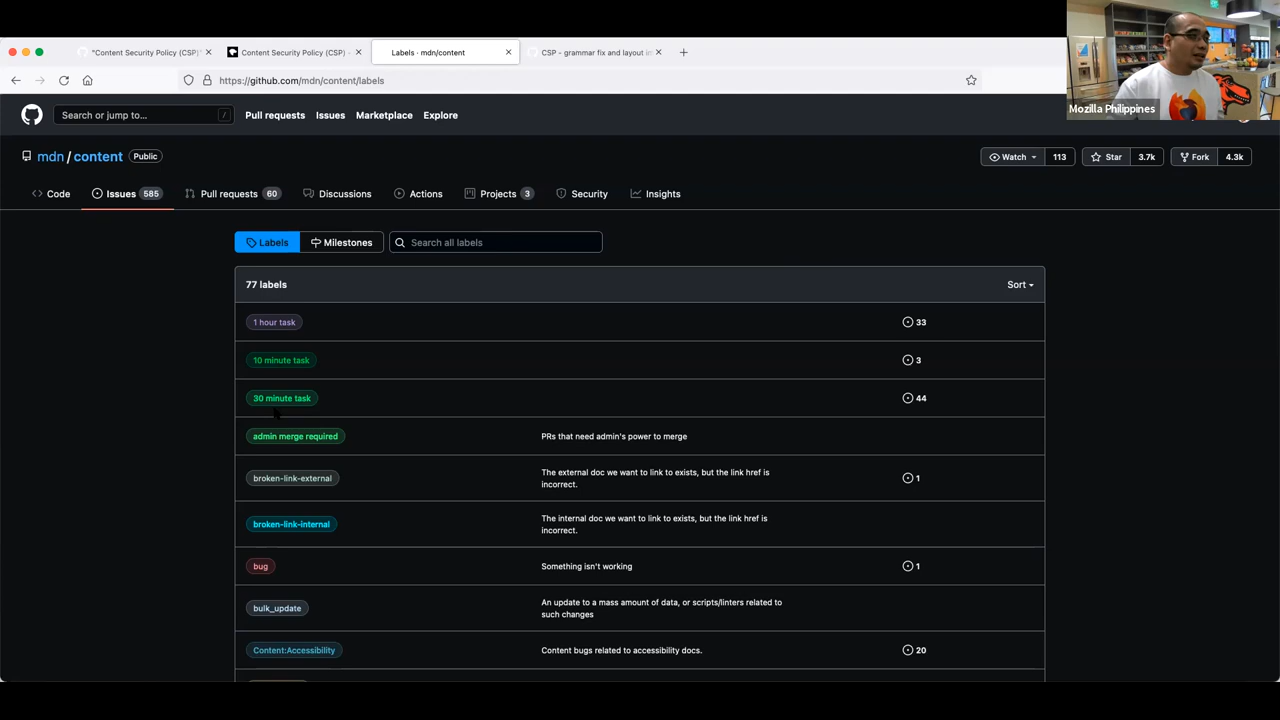 "Content Security Policy (CSP)"
Content Security Policy (CSP)
Labels · mdn/content
CSP - grammar fix and layout
https://github.com/mdn/content/labels
Mozilla Philippines
Search or jump to...
/
Pull requests
Issues
Marketplace
Explore
mdn / content
Public
Watch 113
Star 3.7k
Fork 4.3k
Code
Issues 585
Pull requests 60
Discussions
Actions
Projects 3
Security
Insights
Labels
Milestones
Search all labels
77 labels
Sort
1 hour task
33
10 minute task
3
30 minute task
44
admin merge required
PRs that need admin's power to merge
broken-link-external
The external doc we want to link to exists, but the link href is
incorrect.
1
broken-link-internal
The internal doc we want to link to exists, but the link href is
incorrect.
bug
Something isn't working
1
bulk_update
An update to a mass amount of data, or scripts/linters related to
such changes
Content:Accessibility
Content bugs related to accessibility docs.
20